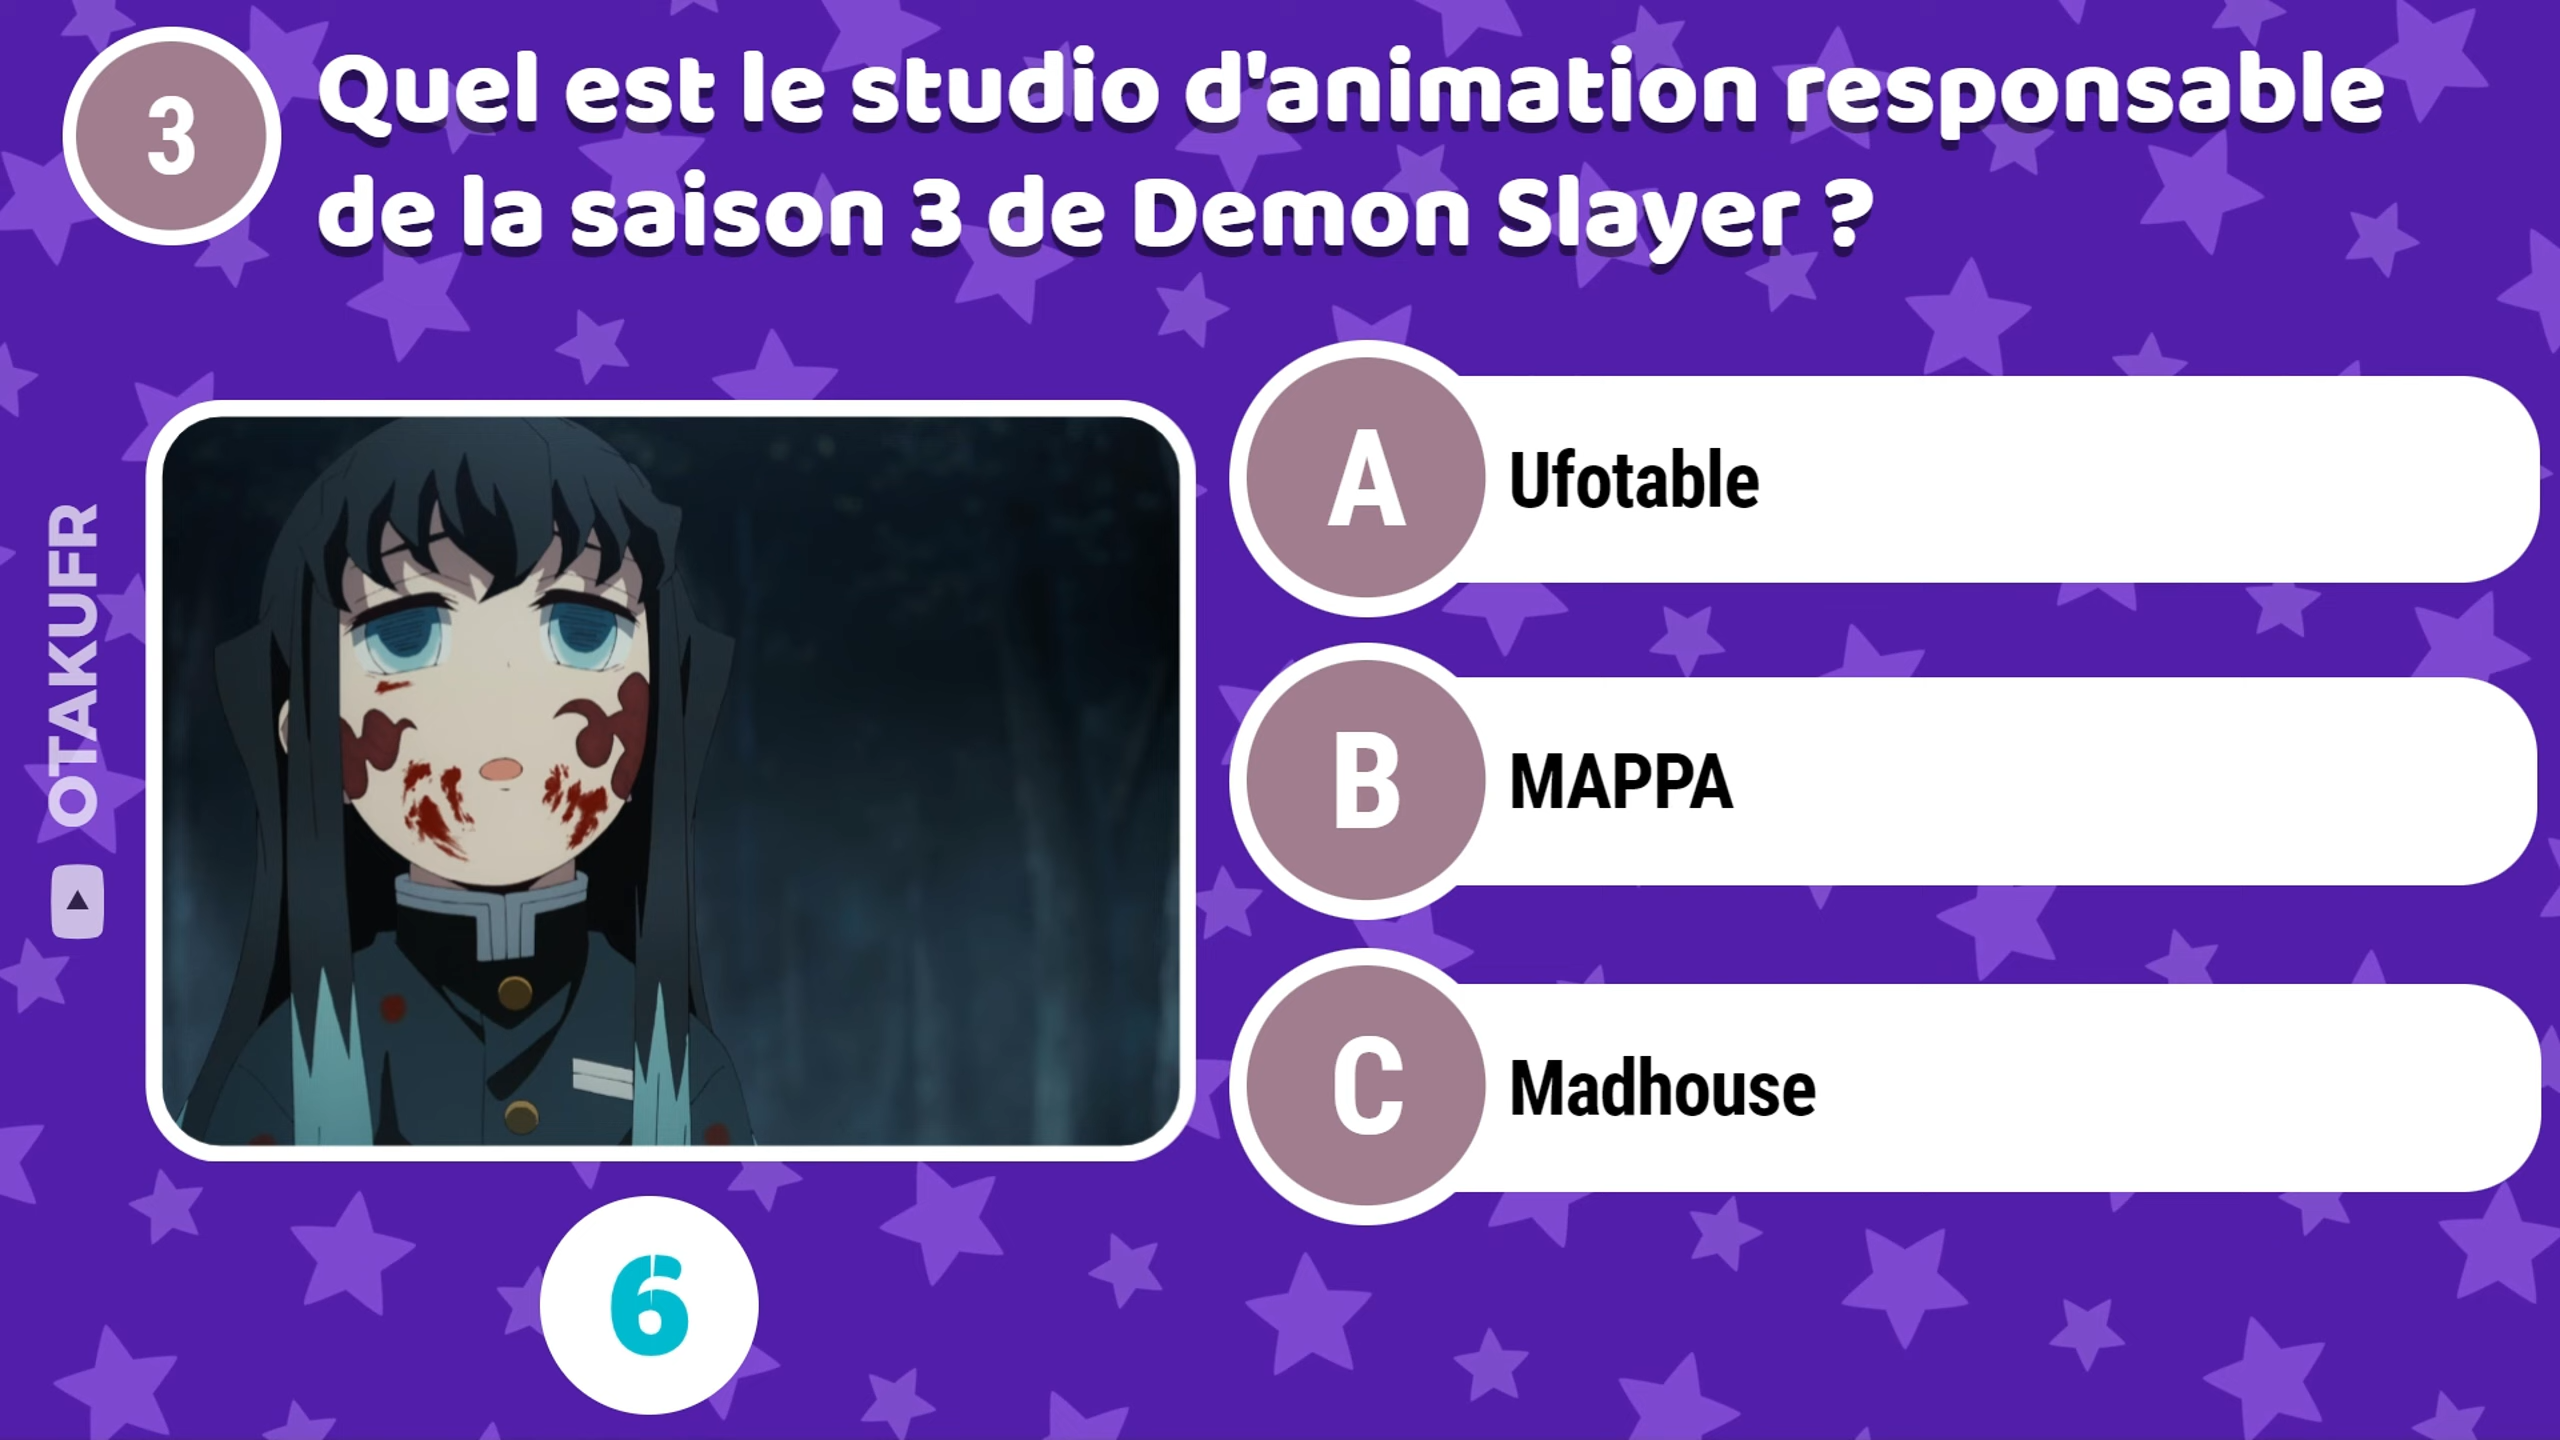 3
Quel est le studio d'animation responsable
de la saison 3 de Demon Slayer ?
OTAKUFR
A
Ufotable
B
MAPPA
C
Madhouse
6